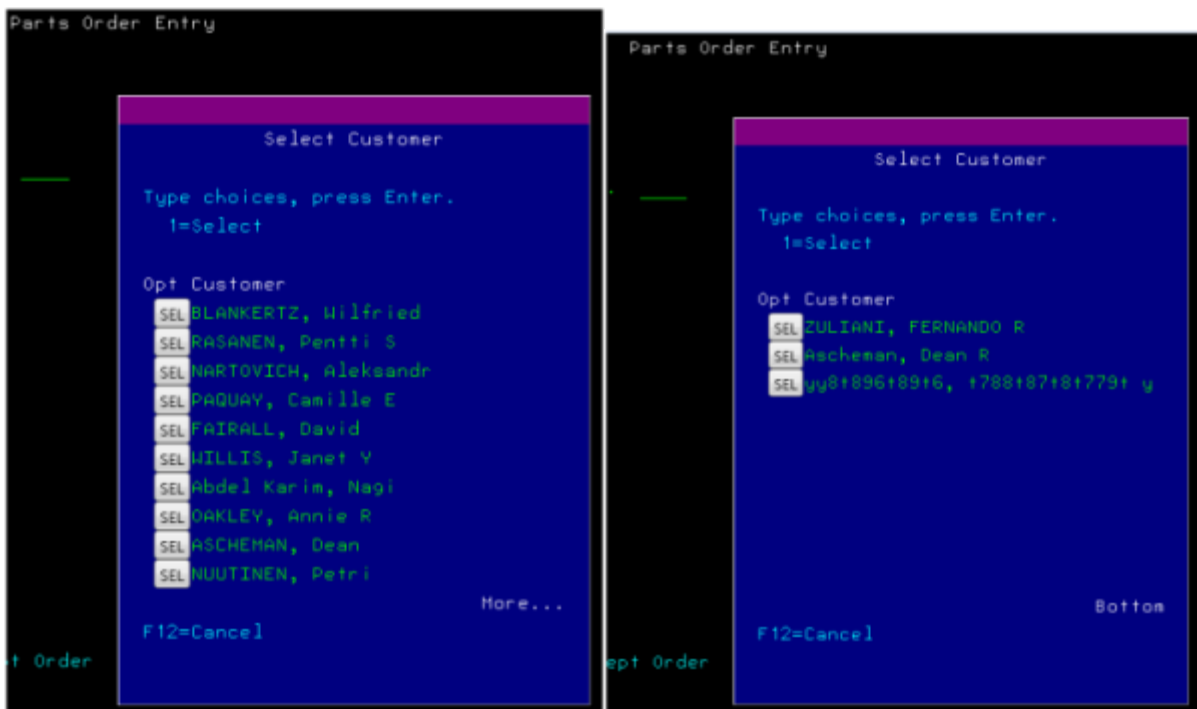 Parts Order Entry
Select Customer
Type choices, press Enter.
1=Select
Opt Customer
SEL BLANKERTZ, Wilfried
SEL RASANEN, Pentti S
SEL NARTOVICH, Aleksandr
SEL PAQUAY, Camille E
SEL FAIRALL, David
SEL WILLIS, Janet Y
SEL Abdel Karim, Nagi
SEL OAKLEY, Annie R
SEL ASCHEMAN, Dean
SEL NUUTINEN, Petri
More...
F12=Cancel
t Order
Parts Order Entry
Select Customer
Type choices, press Enter.
1=Select
Opt Customer
SEL ZULIANI, FERNANDO R
SEL Ascheman, Dean R
SEL yy8t896t89t6, t788t87t8t779t y
Bottom
F12=Cancel
ept Order